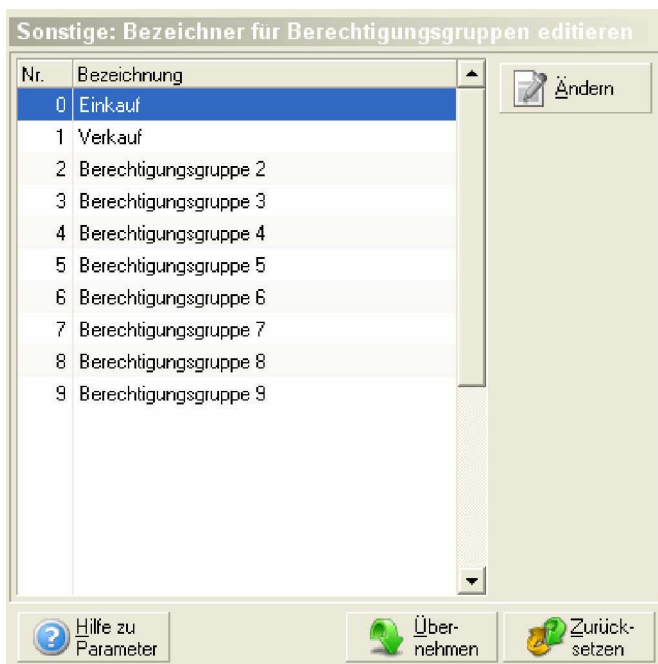 Sonstige: Bezeichner für Berechtigungsgruppen editieren
Nr. Bezeichnung
0 Einkauf
1 Verkauf
2 Berechtigungsgruppe 2
3 Berechtigungsgruppe 3
4 Berechtigungsgruppe 4
5 Berechtigungsgruppe 5
6 Berechtigungsgruppe 6
7 Berechtigungsgruppe 7
8 Berechtigungsgruppe 8
9 Berechtigungsgruppe 9
Ändern
Hilfe zu
Parameter
Über-
nehmen
Zurück-
setzen